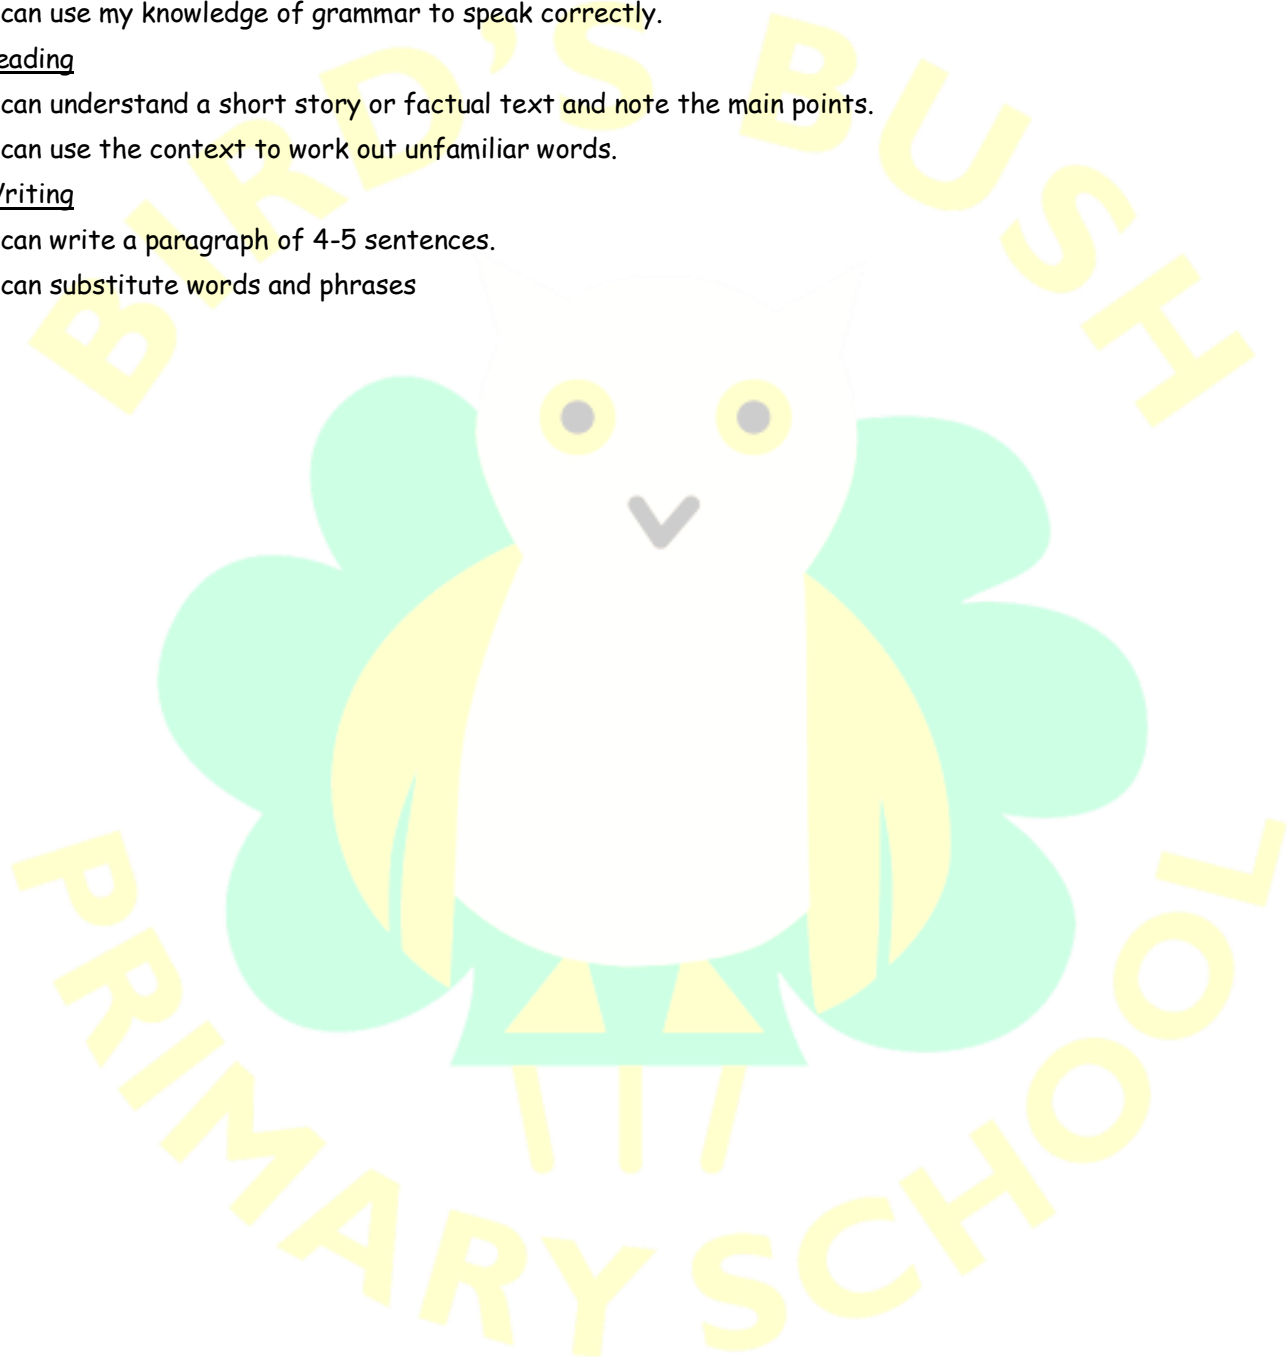 can use my knowledge of grammar to speak correctly.
eading
can understand a short story or factual text and note the main points.
can use the context to work out unfamiliar words.
Writing
can write a paragraph of 4-5 sentences.
can substitute words and phrases
BIRD'S BUSH
PRIMARY SCHOOL